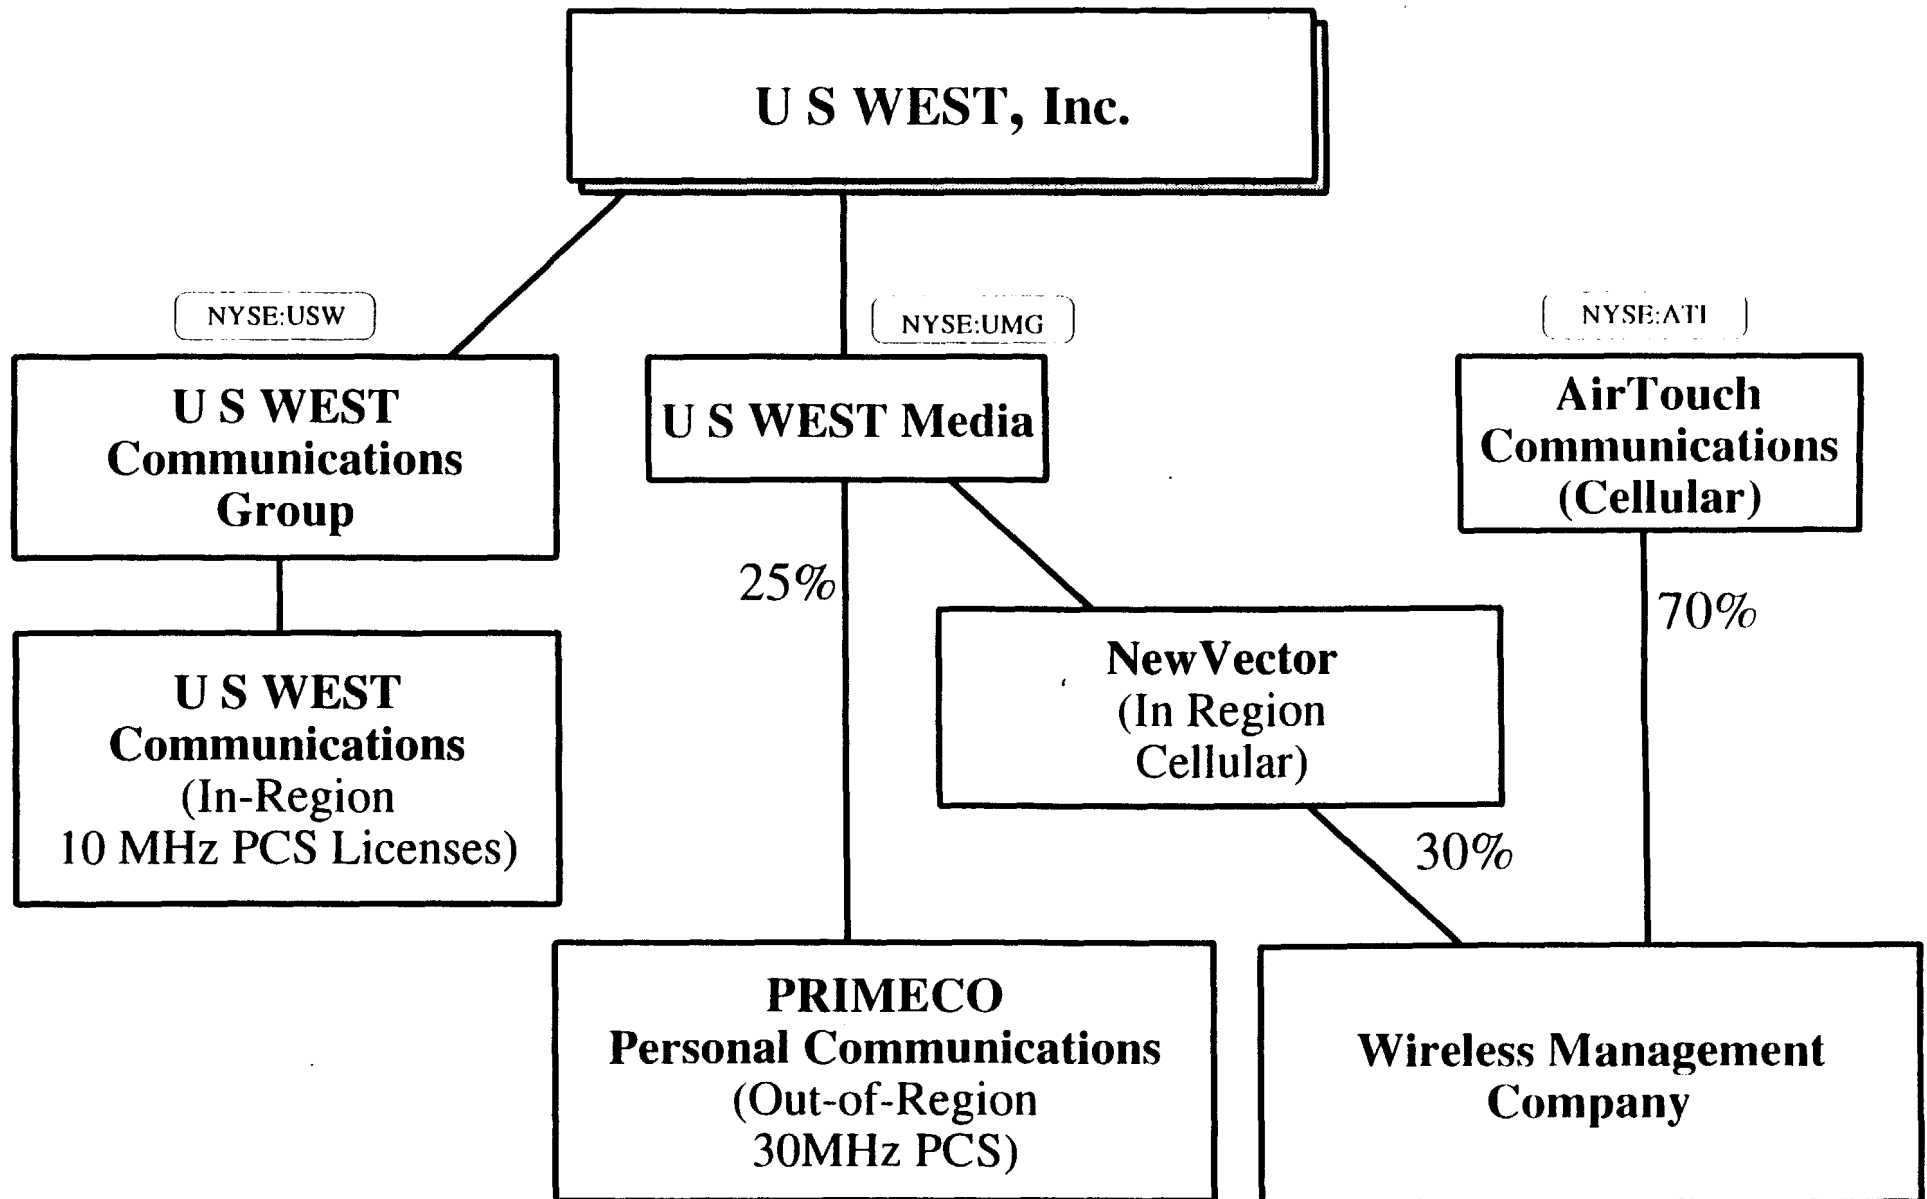 U S WEST, Inc.
NYSE:USW
NYSE:UMG
NYSE:ATI
U S WEST
Communications
Group
U S WEST Media
AirTouch
Communications
(Cellular)
25%
70%
U S WEST
Communications
(In-Region
10 MHz PCS Licenses)
NewVector
(In Region
Cellular)
30%
PRIMECO
Personal Communications
(Out-of-Region
30MHz PCS)
Wireless Management
Company